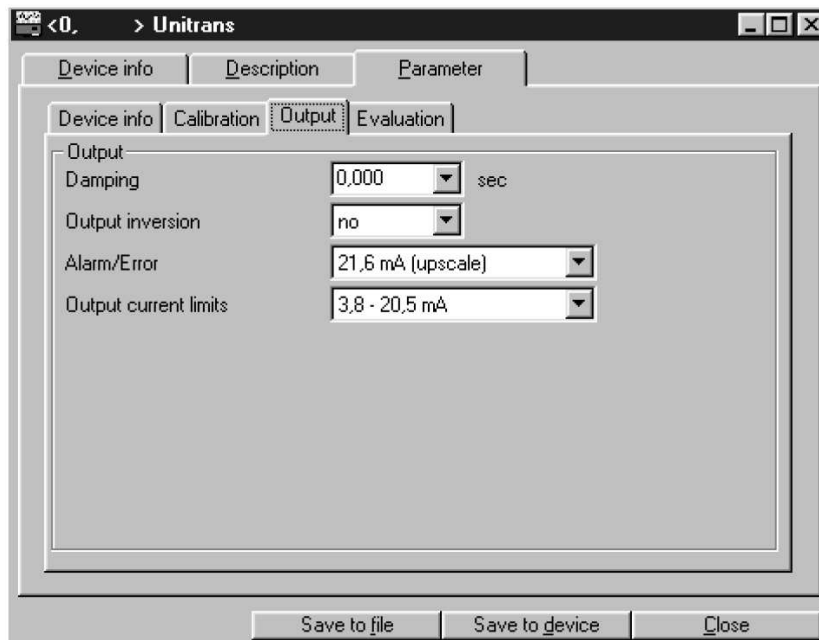 <0,      > Unitrans
Device info Description Parameter
Device info Calibration Output Evaluation
Output
Damping 0,000 sec
Output inversion no
Alarm/Error 21,6 mA (upscale)
Output current limits 3,8 - 20,5 mA
Save to file Save to device Close